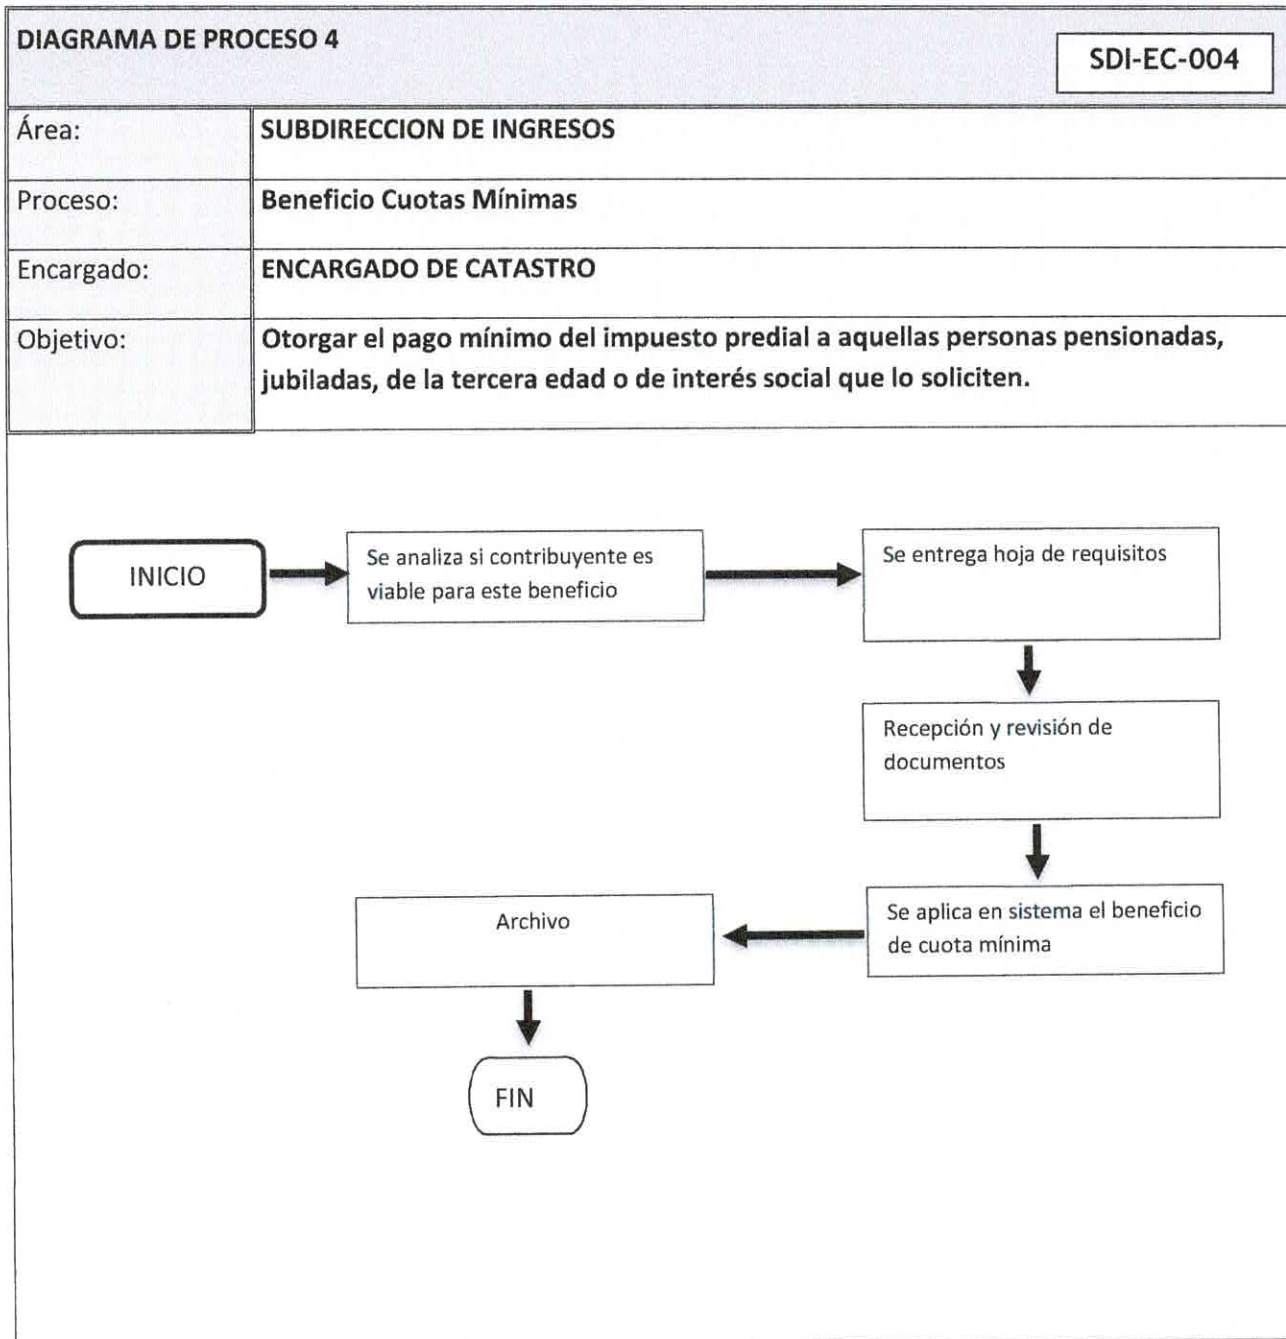 DIAGRAMA DE PROCESO 4
SDI-EC-004
Área:
SUBDIRECCION DE INGRESOS
Proceso:
Beneficio Cuotas Mínimas
Encargado:
ENCARGADO DE CATASTRO
Objetivo:
Otorgar el pago mínimo del impuesto predial a aquellas personas pensionadas,
jubiladas, de la tercera edad o de interés social que lo soliciten.
INICIO
Se analiza si contribuyente es
viable para este beneficio
Se entrega hoja de requisitos
Recepción y revisión de
documentos
Se aplica en sistema el beneficio
de cuota mínima
Archivo
FIN